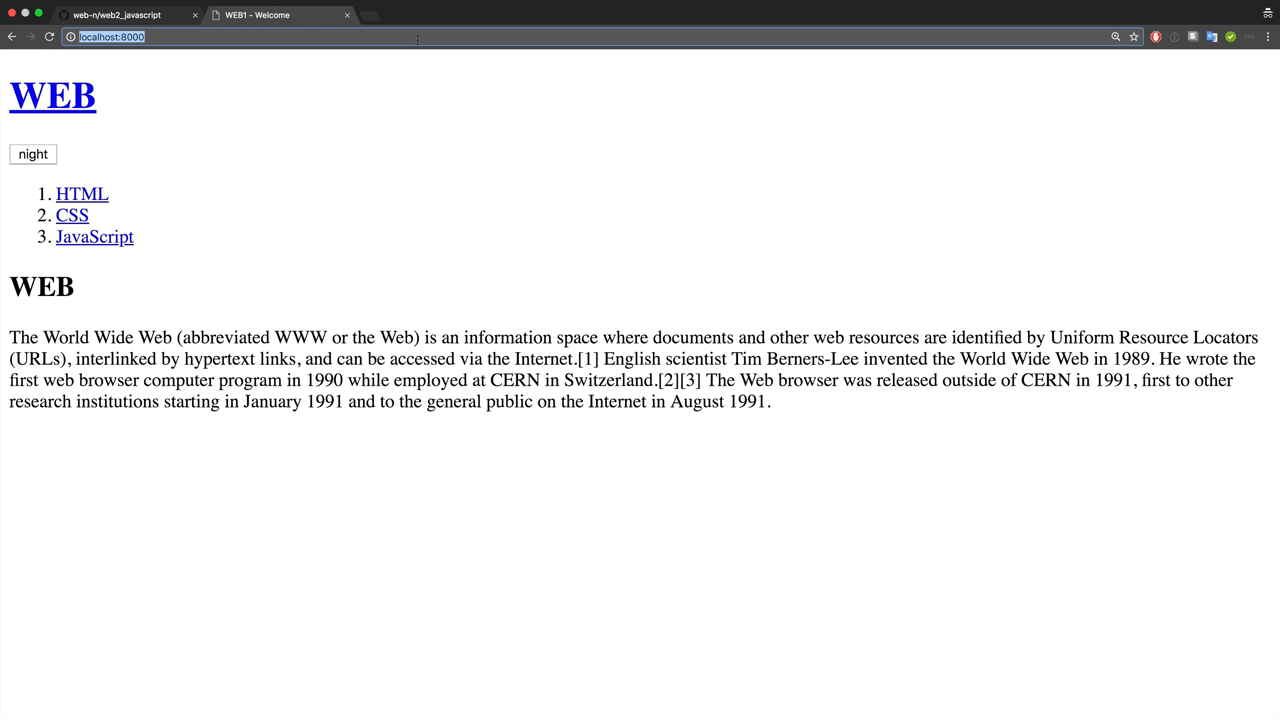 web-n/web2_javascript
WEB1 - Welcome
localhost:8000
WEB
night
1. HTML
2. CSS
3. JavaScript
WEB
The World Wide Web (abbreviated WWW or the Web) is an information space where documents and other web resources are identified by Uniform Resource Locators
(URLs), interlinked by hypertext links, and can be accessed via the Internet.[1] English scientist Tim Berners-Lee invented the World Wide Web in 1989. He wrote the
first web browser computer program in 1990 while employed at CERN in Switzerland.[2][3] The Web browser was released outside of CERN in 1991, first to other
research institutions starting in January 1991 and to the general public on the Internet in August 1991.